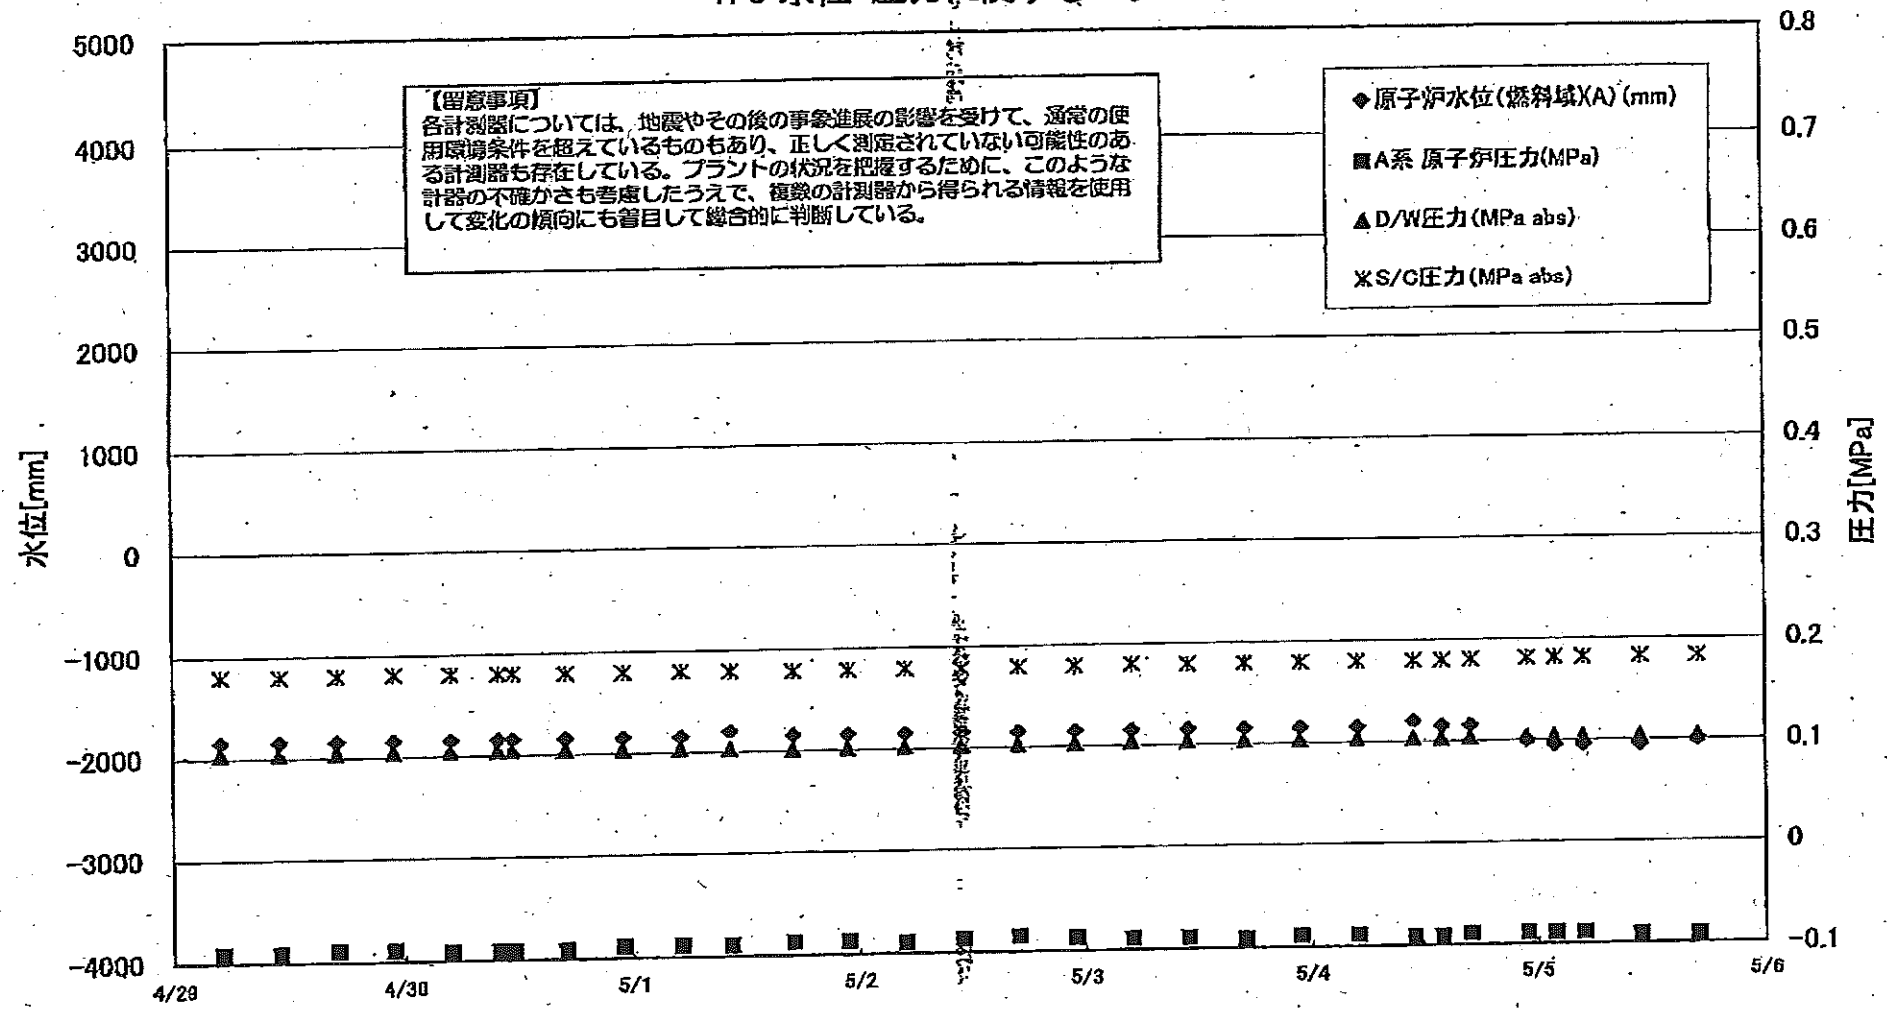 5000
4000
3000
2000
1000
0
-1000
-2000
-3000
-4000
水位[mm]
【留意事項】
各計測器については、地震やその後の事象進展の影響を受けて、通常の使
用環境条件を超えているものもあり、正しく測定されていない可能性のあ
る計測器も存在している。プラントの状況を把握するために、このような
計器の不確かさも考慮したうえで、複数の計測器から得られる情報を使用
して変化の傾向にも着目して総合的に判断している。
◆原子炉水位(燃料域)(A)(mm)
■A系 原子炉圧力(MPa)
▲D/W圧力(MPa abs)
S/C圧力(MPa abs)
0.8
0.7
0.6
0.5
0.4
0.3
0.2
0.1
0
-0.1
圧力[MPa]
4/29
4/30
5/1
5/2
5/3
5/4
5/5
5/6